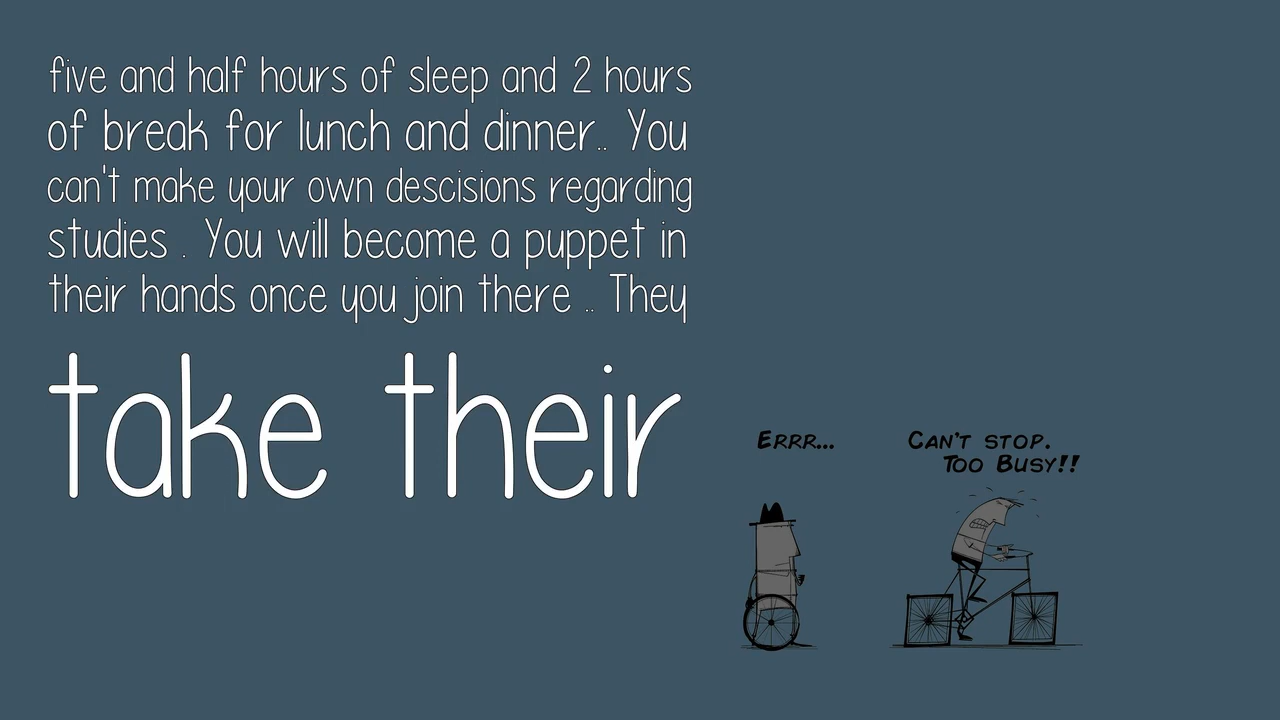 five and half hours of sleep and 2 hours
of break for lunch and dinner.. You
can't make your own descisions regarding
studies . You will become a puppet in
their hands once you join there .. They
take their
Errr...
Can't stop.
Too Busy!!